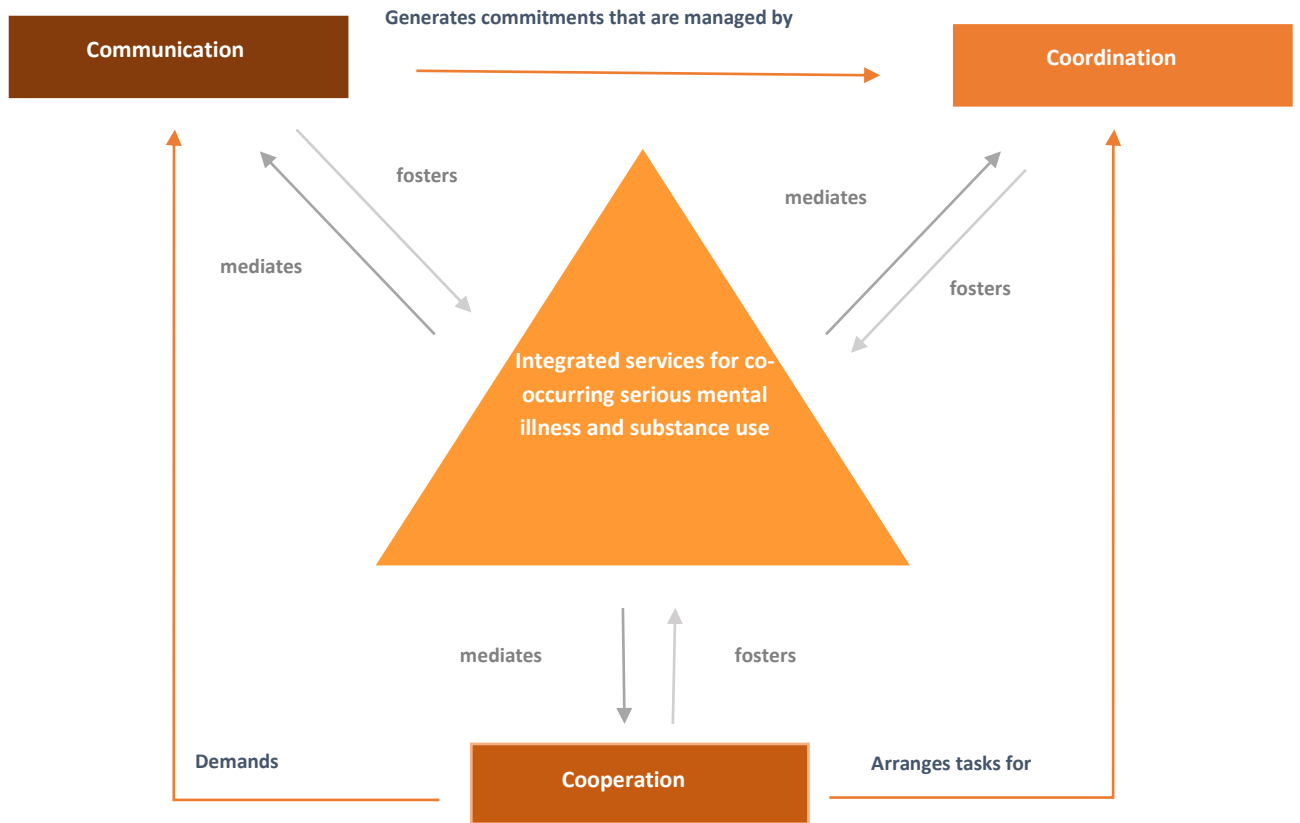 Generates commitments that are managed by
Communication
Coordination
fosters
mediates
mediates
fosters
Integrated services for co-
occurring serious mental
illness and substance use
mediates
fosters
Demands
Arranges tasks for
Cooperation